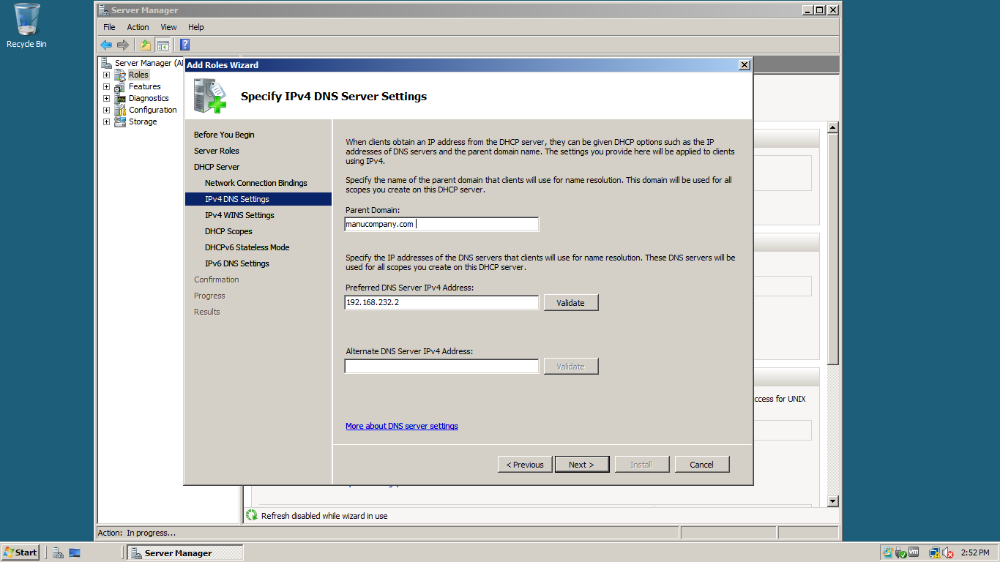 Recycle Bin
Server Manager
File Action View Help
Server Manager (Al
Roles
Features
Diagnostics
Configuration
Storage
Add Roles Wizard
Specify IPv4 DNS Server Settings
Before You Begin
Server Roles
DHCP Server
Network Connection Bindings
IPv4 DNS Settings
IPv4 WINS Settings
DHCP Scopes
DHCPv6 Stateless Mode
IPv6 DNS Settings
Confirmation
Progress
Results
When clients obtain an IP address from the DHCP server, they can be given DHCP options such as the IP
addresses of DNS servers and the parent domain name. The settings you provide here will be applied to clients
using IPv4.
Specify the name of the parent domain that clients will use for name resolution. This domain will be used for all
scopes you create on this DHCP server.
Parent Domain:
manucompany.com
Specify the IP addresses of the DNS servers that clients will use for name resolution. These DNS servers will be
used for all scopes you create on this DHCP server.
Preferred DNS Server IPv4 Address:
192.168.232.2 Validate
Alternate DNS Server IPv4 Address:
Validate
More about DNS server settings
< Previous Next > Install Cancel
ccess for UNIX
Refresh disabled while wizard in use
Action: In progress...
Start Server Manager 2:52 PM